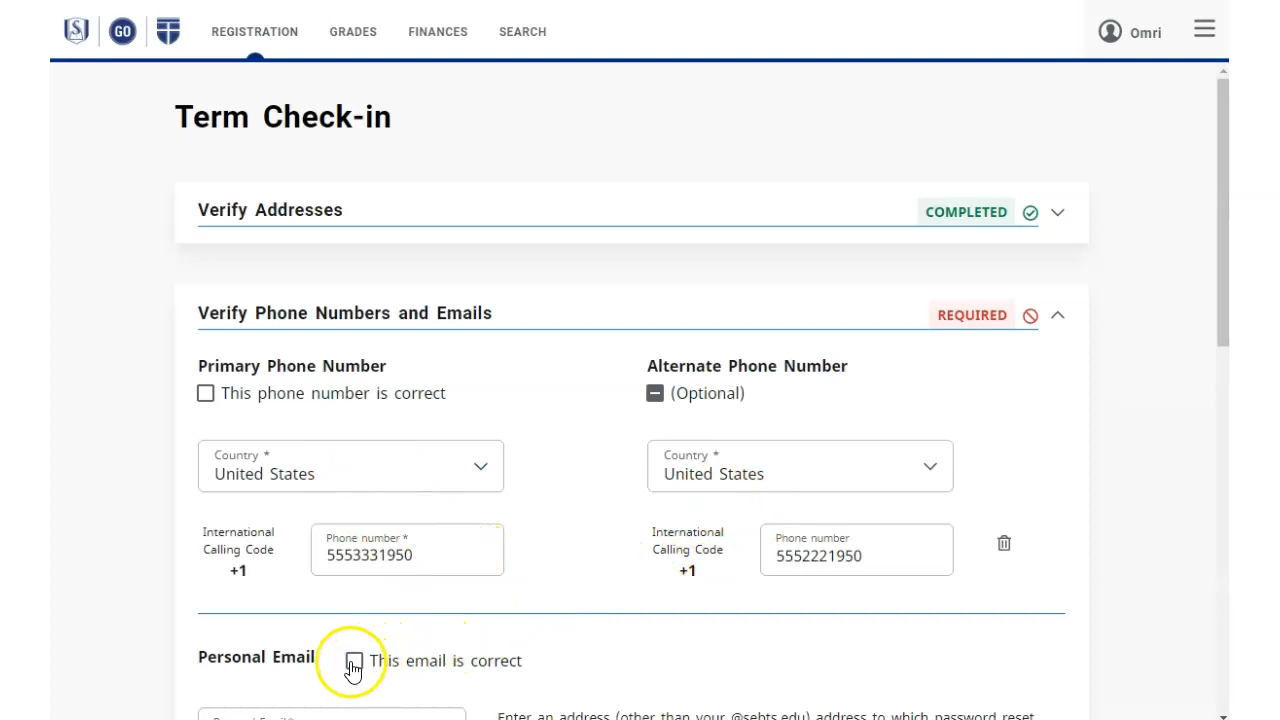 GO
REGISTRATION
GRADES
FINANCES
SEARCH
Omri
Term Check-in
Verify Addresses
COMPLETED
Verify Phone Numbers and Emails
REQUIRED
Primary Phone Number
This phone number is correct
Alternate Phone Number
(Optional)
Country *
United States
Country *
United States
International
Calling Code
+1
Phone number *
5553331950
International
Calling Code
+1
Phone number
5552221950
Personal Email
This email is correct
Enter an address (other than your @sebts.edu) address to which password reset